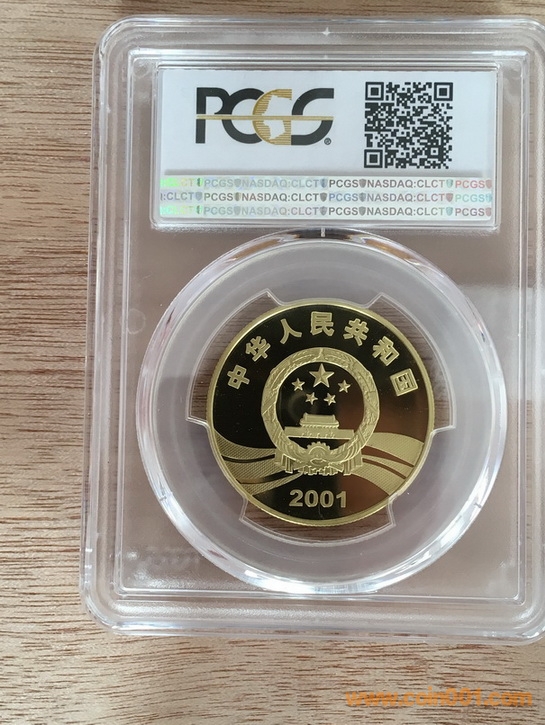 PCGS®
PCGS NASDAQ:CLCT PCGS NASDAQ:CLCT PCGS
:CLCT PCGS NASDAQ:CLCT PCGS NASDAQ:CLCT PCGS
PCGS NASDAQ:CLCT PCGS NASDAQ:CLCT PCGS
中华人民共和国
2001
www.coin001.com